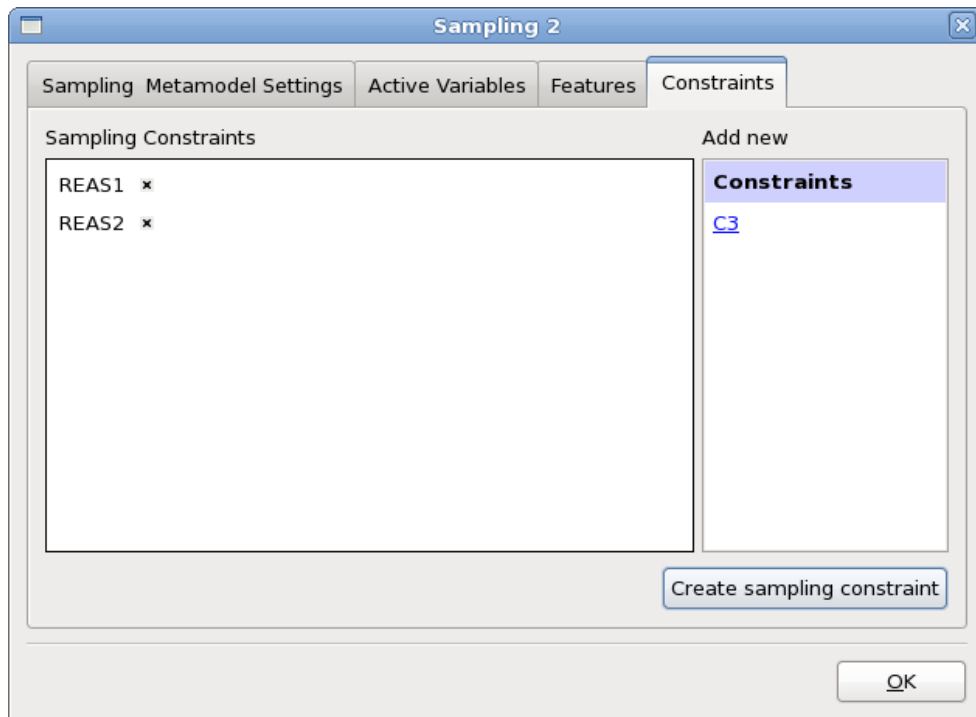 Sampling 2
Sampling Metamodel Settings Active Variables Features Constraints
Sampling Constraints Add new
REAS1
REAS2
Constraints
C3
Create sampling constraint
OK